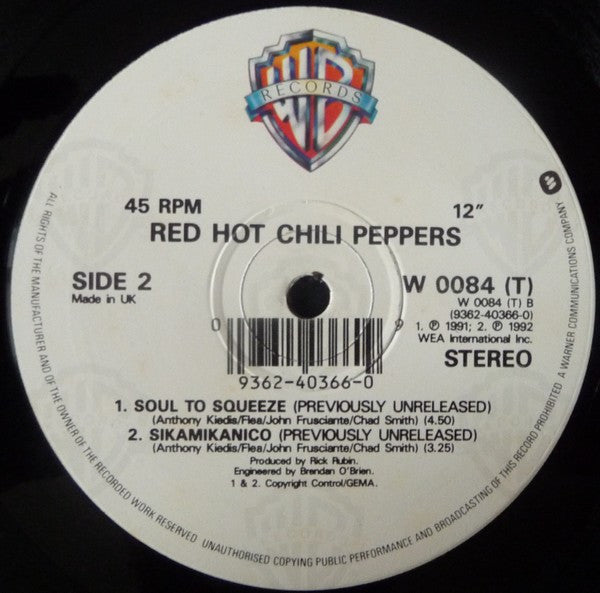 WB
RECORDS
45 RPM
12"
RED HOT CHILI PEPPERS
SIDE 2
Made in UK
W 0084 (T)
W 0084 (T) B
(9362-40366-0)
1. ℗ 1991; 2. ℗ 1992
WEA International Inc.
STEREO
0 9
9362-40366-0
1. SOUL TO SQUEEZE (PREVIOUSLY UNRELEASED)
(Anthony Kiedis/Flea/John Frusciante/Chad Smith) (4.50)
2. SIKAMIKANICO (PREVIOUSLY UNRELEASED)
(Anthony Kiedis/Flea/John Frusciante/Chad Smith) (3.25)
Produced by Rick Rubin.
Engineered by Brendan O'Brien.
1 & 2. Copyright Control/GEMA.
ALL RIGHTS OF THE MANUFACTURER AND OF THE OWNER OF THE RECORDED WORK RESERVED UNAUTHORISED COPYING PUBLIC PERFORMANCE AND BROADCASTING OF THIS RECORD PROHIBITED A WARNER COMMUNICATIONS COMPANY